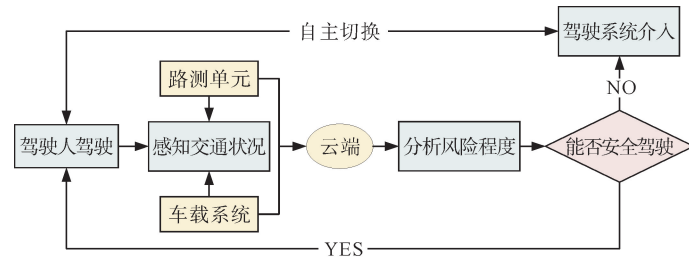 自主切换
驾驶系统介入
路测单元
NO
驾驶人驾驶
感知交通状况
云端
分析风险程度
能否安全驾驶
车载系统
YES